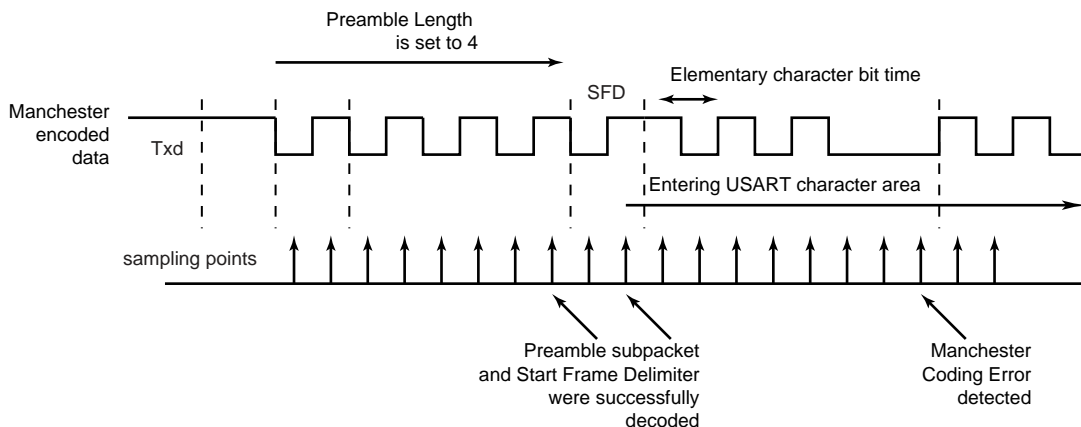 Preamble Length
is set to 4
Elementary character bit time
SFD
Manchester
encoded
data
Txd
Entering USART character area
sampling points
Preamble subpacket
and Start Frame Delimiter
were successfully
decoded
Manchester
Coding Error
detected